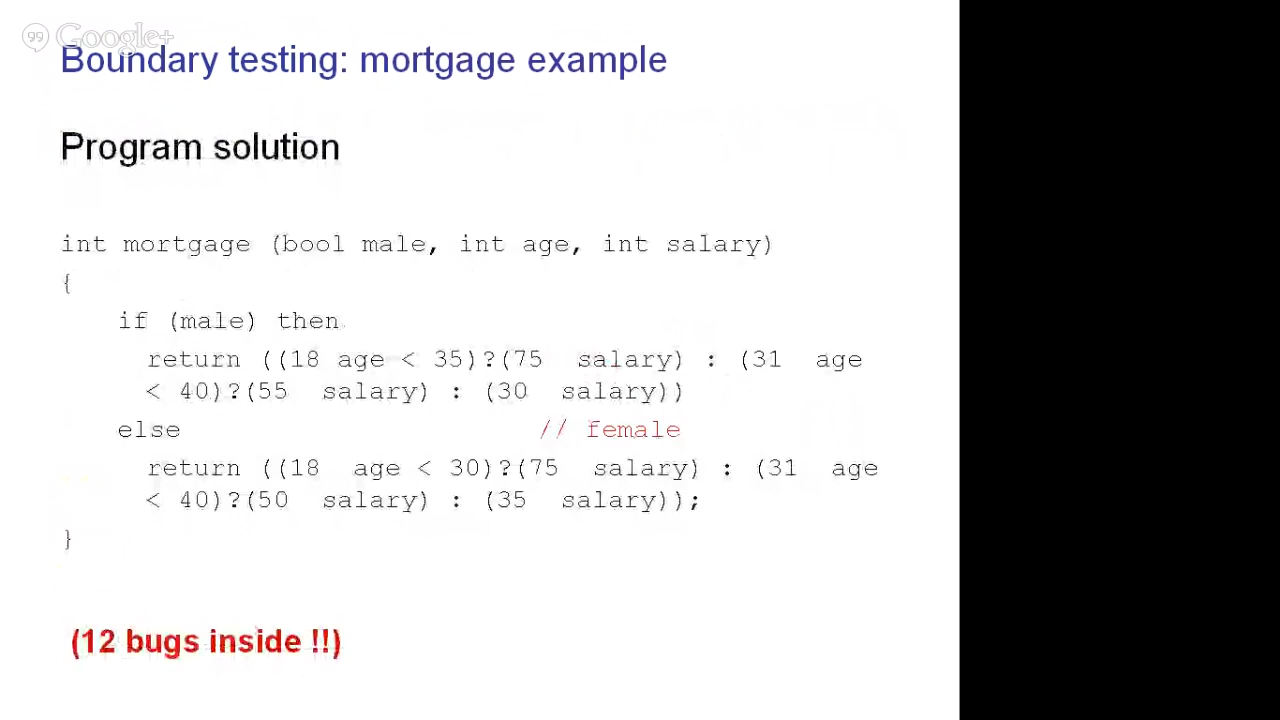 99 Google+
Boundary testing: mortgage example
Program solution
int mortgage (bool male, int age, int salary)
{
if (male) then
return ((18 age < 35)?(75 salary) : (31 age
< 40)?(55 salary) : (30 salary))
else // female
return ((18 age < 30)?(75 salary) : (31 age
< 40)?(50 salary) : (35 salary));
}
(12 bugs inside !!)